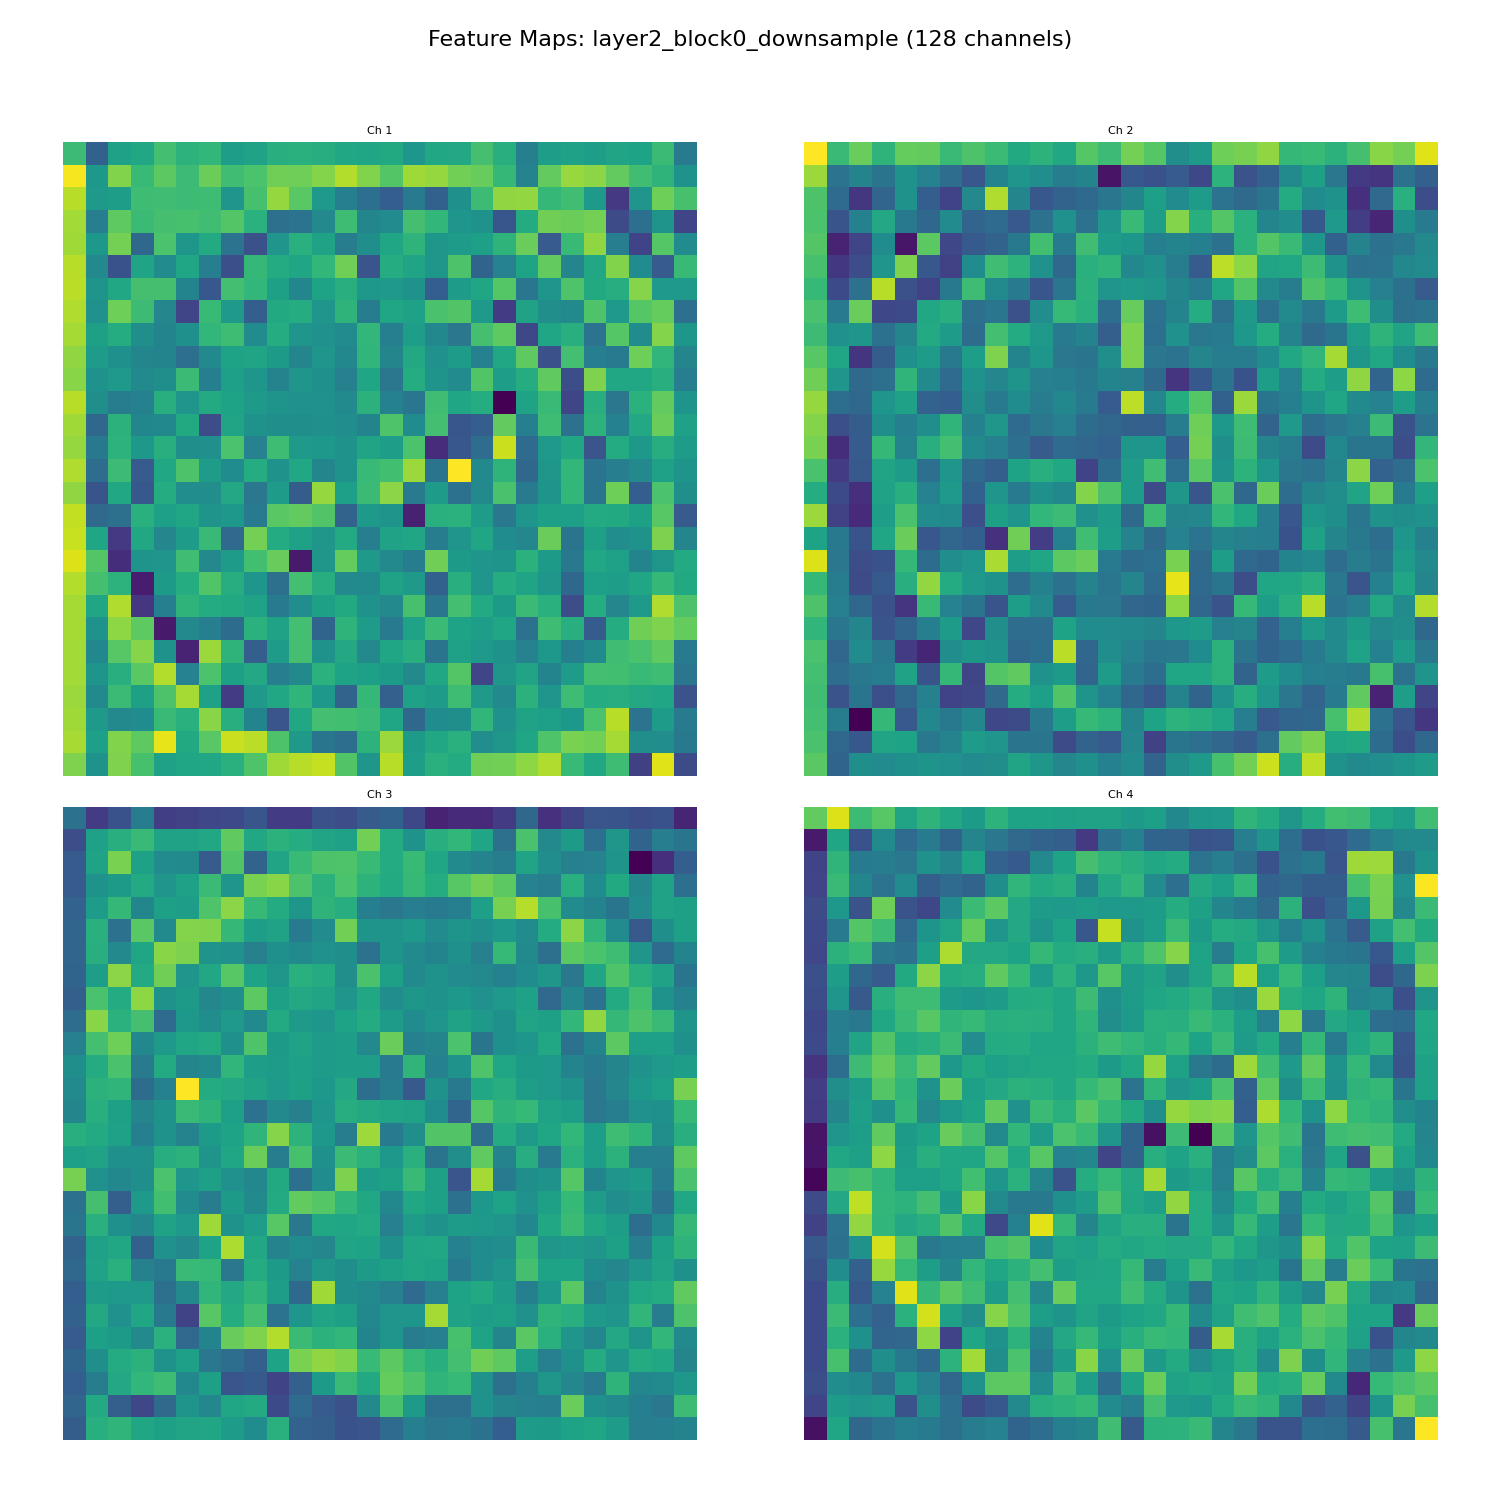 Feature Maps: layer2_block0_downsample (128 channels)
Ch 1
Ch 2
Ch 3
Ch 4